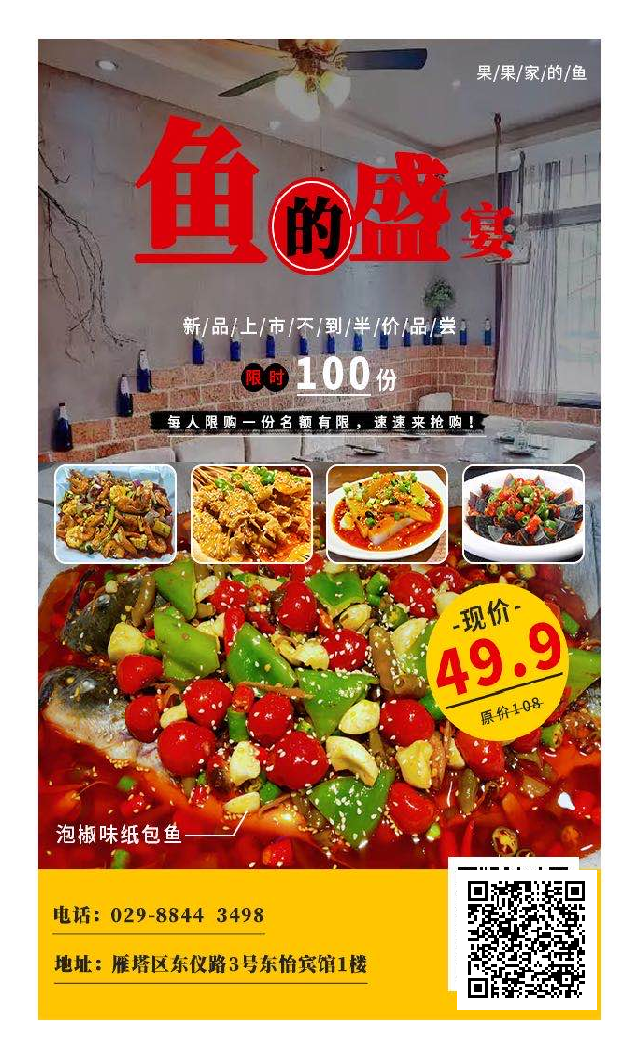 果/果/家/的/鱼
鱼的盛宴
新/品/上/市/不/到/半/价/品/尝
限时100份
每人限购一份名额有限，速速来抢购！
-现价-
49.9
原价108
泡椒味纸包鱼
电话：029-8844 3498
地址：雁塔区东仪路3号东怡宾馆1楼